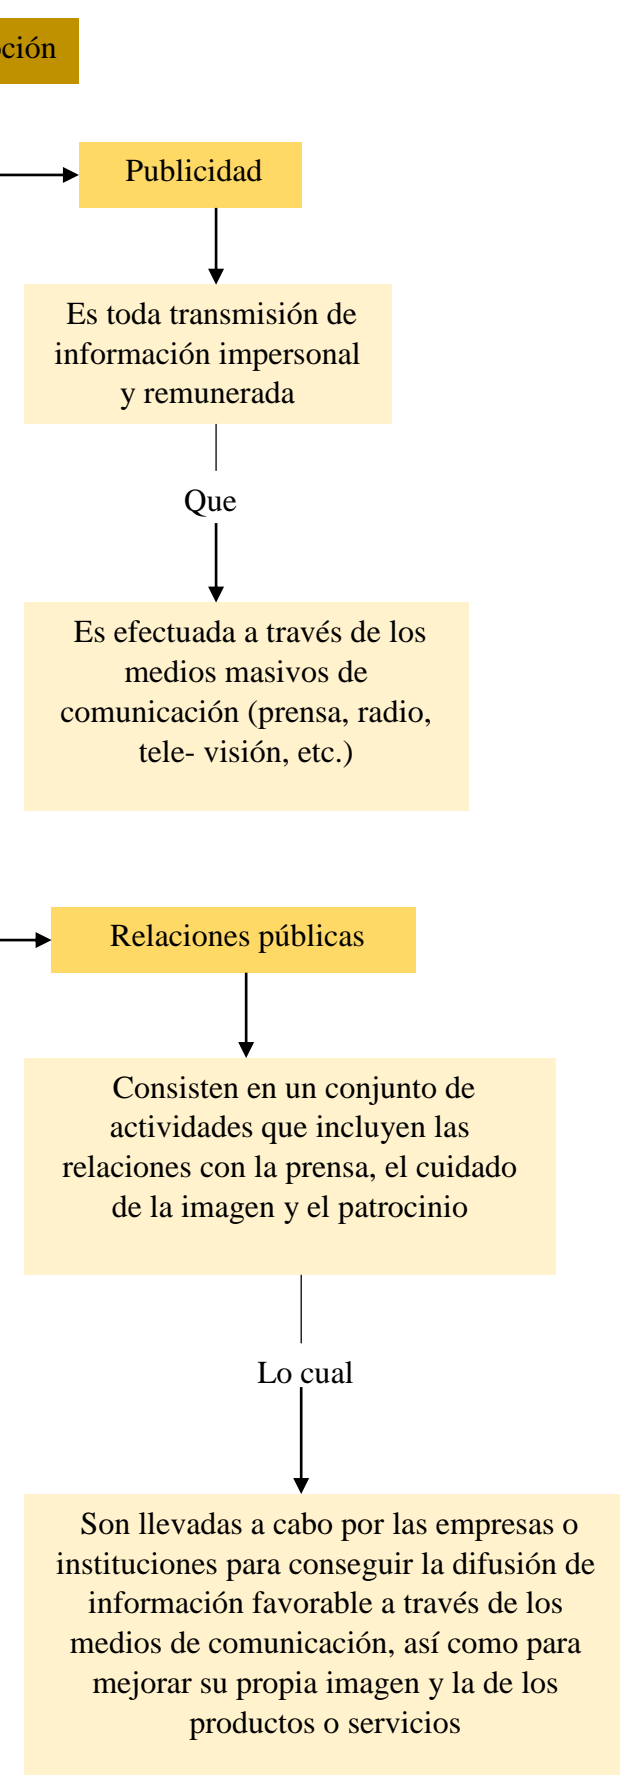 ción
Publicidad
Es toda transmisión de
información impersonal
y remunerada
Que
Es efectuada a través de los
medios masivos de
comunicación (prensa, radio,
tele- visión, etc.)
Relaciones públicas
Consisten en un conjunto de
actividades que incluyen las
relaciones con la prensa, el cuidado
de la imagen y el patrocinio
Lo cual
Son llevadas a cabo por las empresas o
instituciones para conseguir la difusión de
información favorable a través de los
medios de comunicación, así como para
mejorar su propia imagen y la de los
productos o servicios